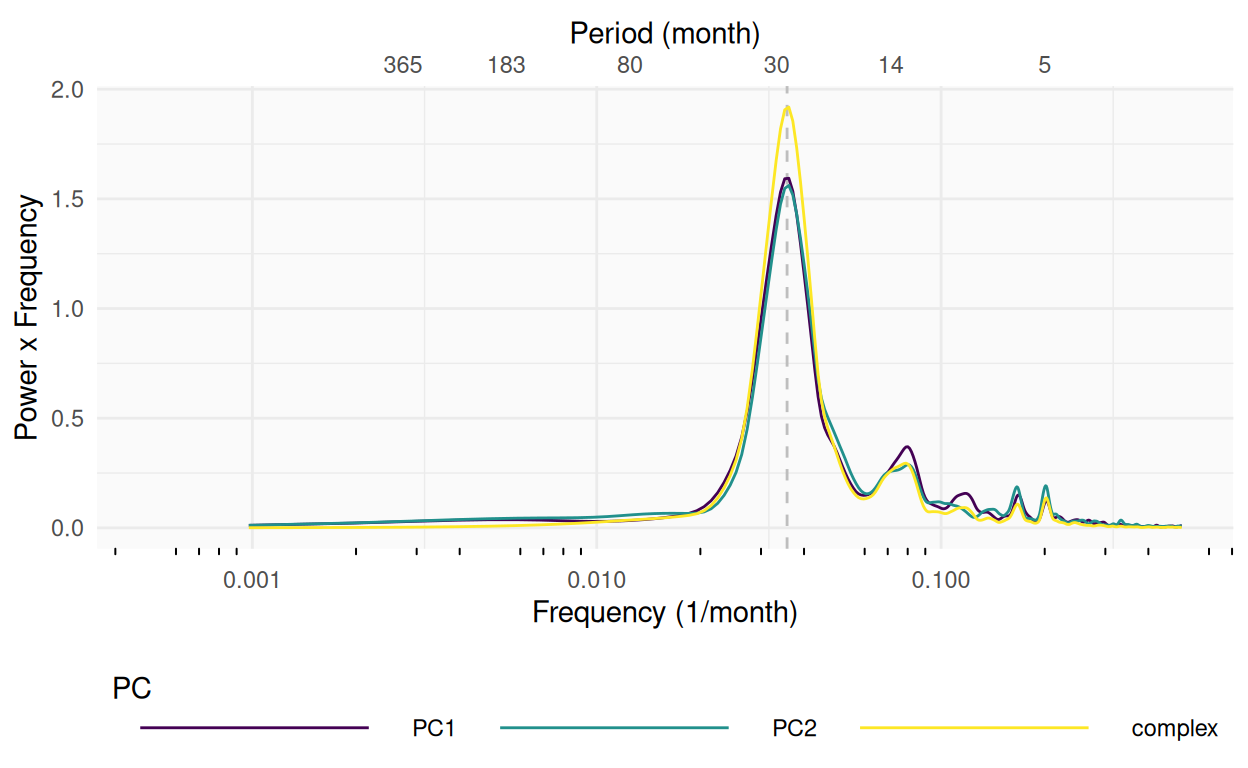 Period (month)
365 183 80 30 14 5
Power x Frequency
2.0
1.5
1.0
0.5
0.0
0.001 0.010 0.100
Frequency (1/month)
PC
PC1 PC2 complex